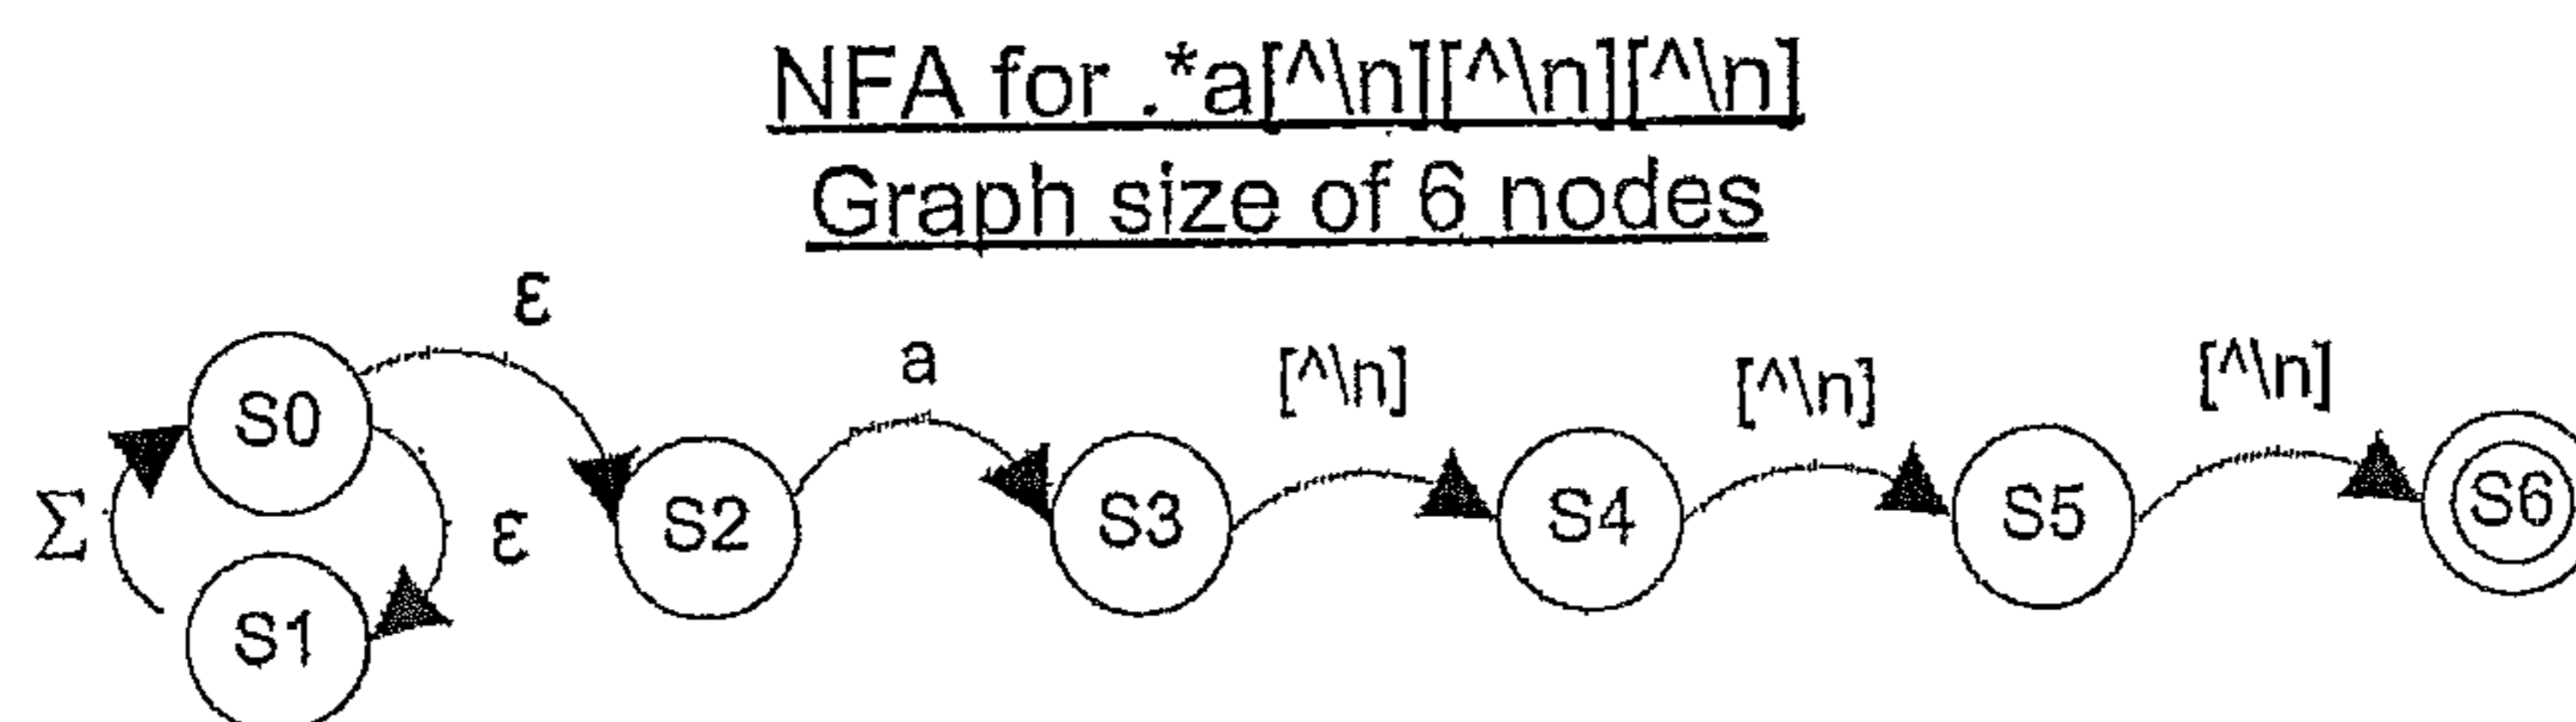 NFA for .*a[^\n][^\n][^\n]
Graph size of 6 nodes
ε
a
[^\n]
[^\n]
[^\n]
S0
S2
S3
S4
S5
S6
Σ
ε
S1